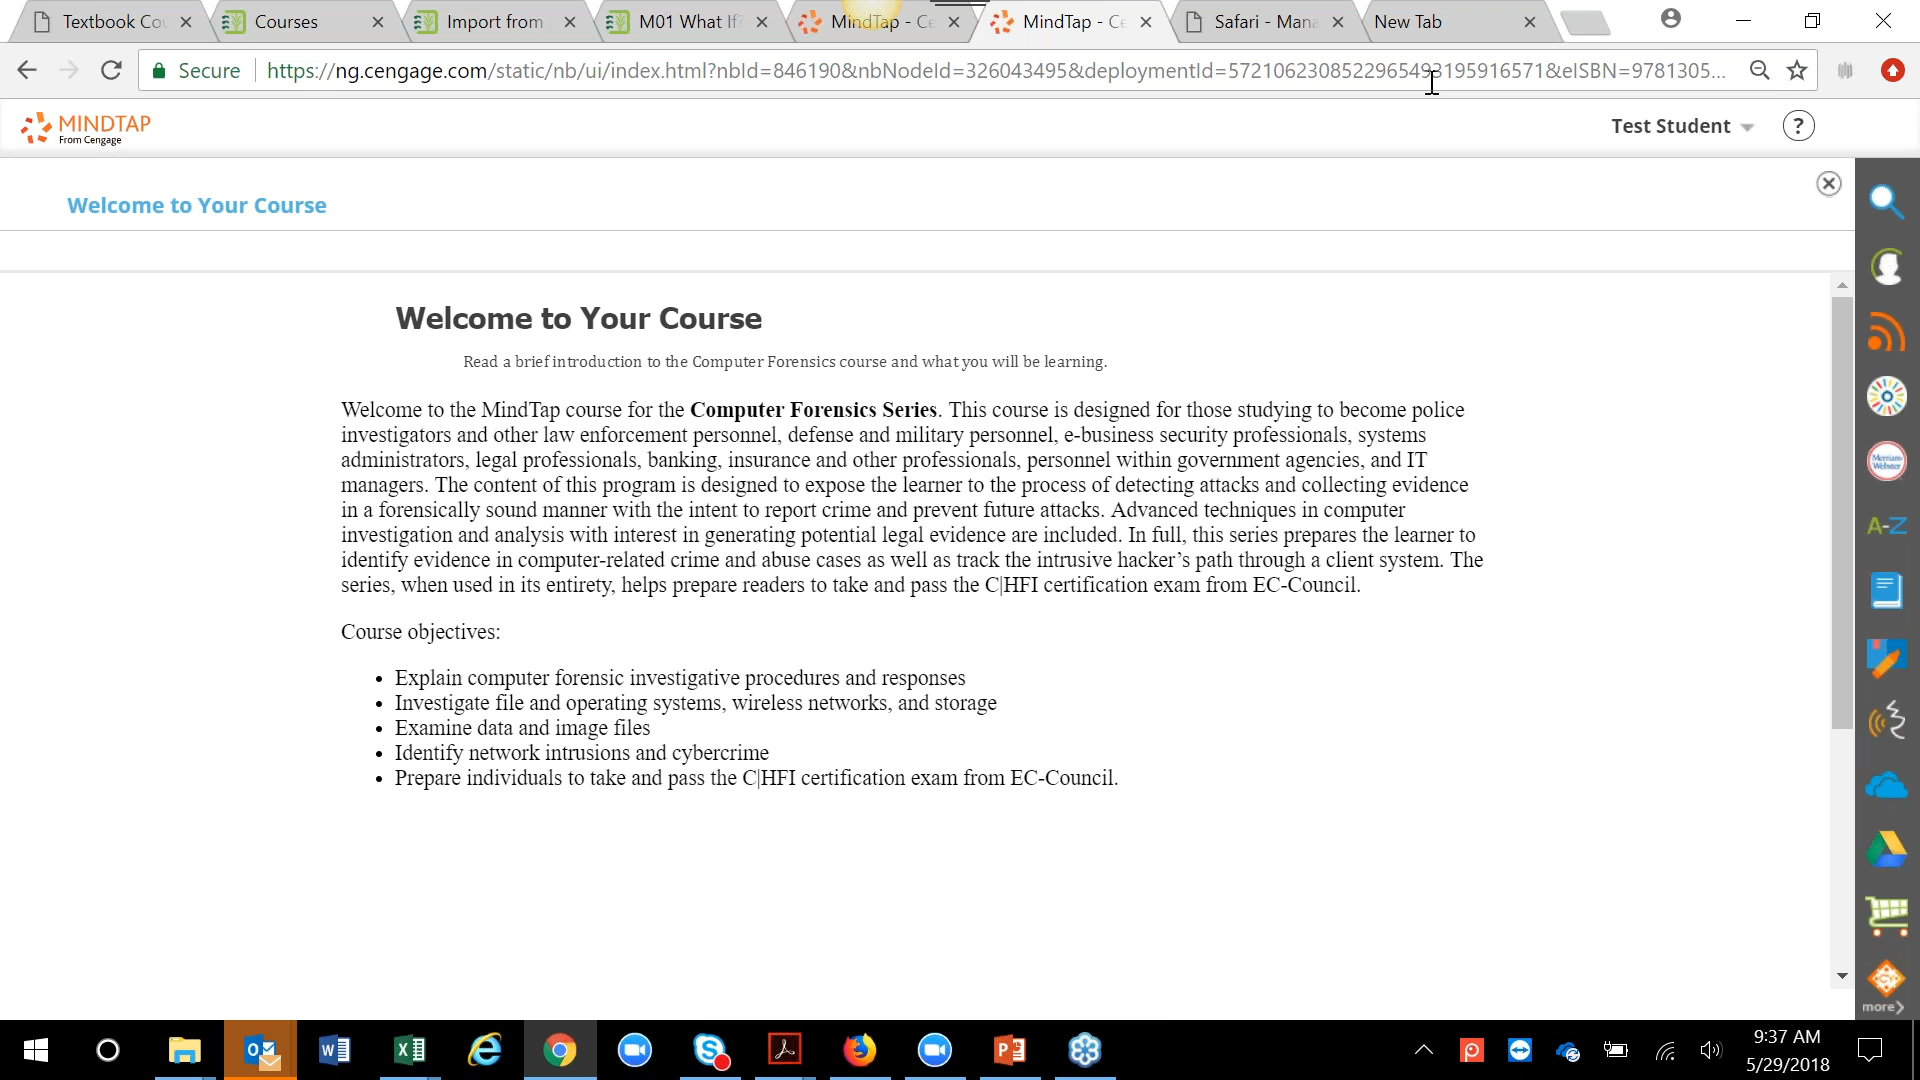 Textbook Cou
Courses
Import from
M01 What If
MindTap - Ce
MindTap - Ce
Safari - Mana
New Tab
Secure
https://ng.cengage.com/static/nb/ui/index.html?nbId=846190&nbNodeId=326043495&deploymentId=5721062308522965493195916571&eISBN=9781305...
MINDTAP
From Cengage
Test Student
?
Welcome to Your Course
Welcome to Your Course
Read a brief introduction to the Computer Forensics course and what you will be learning.
Welcome to the MindTap course for the Computer Forensics Series. This course is designed for those studying to become police
investigators and other law enforcement personnel, defense and military personnel, e-business security professionals, systems
administrators, legal professionals, banking, insurance and other professionals, personnel within government agencies, and IT
managers. The content of this program is designed to expose the learner to the process of detecting attacks and collecting evidence
in a forensically sound manner with the intent to report crime and prevent future attacks. Advanced techniques in computer
investigation and analysis with interest in generating potential legal evidence are included. In full, this series prepares the learner to
identify evidence in computer-related crime and abuse cases as well as track the intrusive hacker’s path through a client system. The
series, when used in its entirety, helps prepare readers to take and pass the C|HFI certification exam from EC-Council.
Course objectives:
• Explain computer forensic investigative procedures and responses
• Investigate file and operating systems, wireless networks, and storage
• Examine data and image files
• Identify network intrusions and cybercrime
• Prepare individuals to take and pass the C|HFI certification exam from EC-Council.
Merriam-
Webster
A-Z
more
9:37 AM
5/29/2018